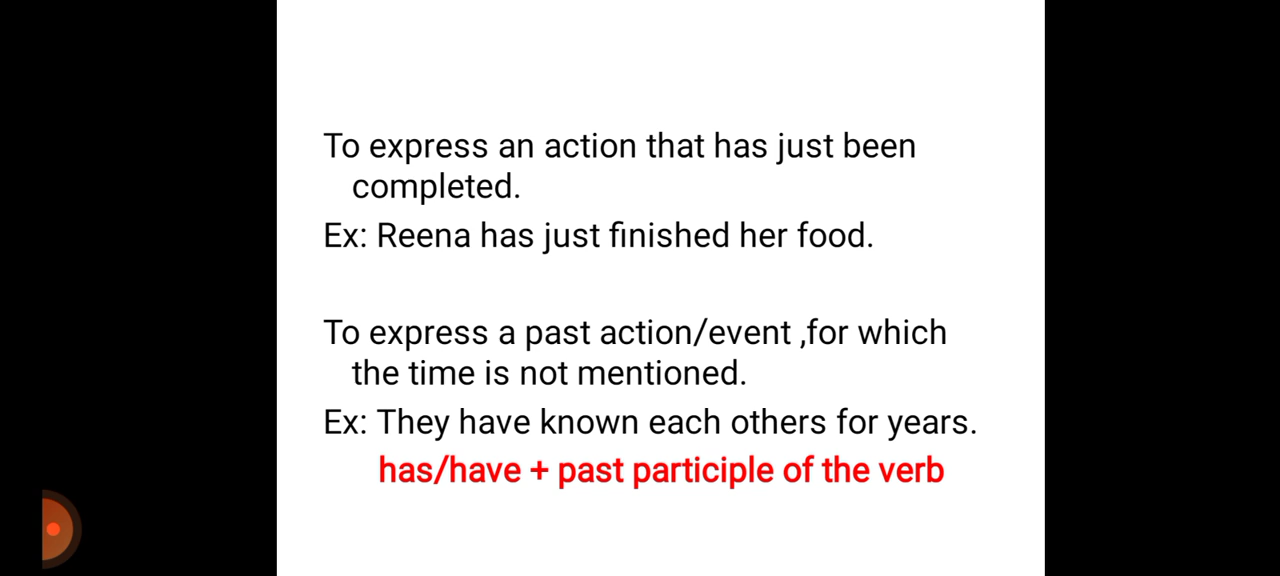 To express an action that has just been
completed.
Ex: Reena has just finished her food.
To express a past action/event ,for which
the time is not mentioned.
Ex: They have known each others for years.
has/have + past participle of the verb